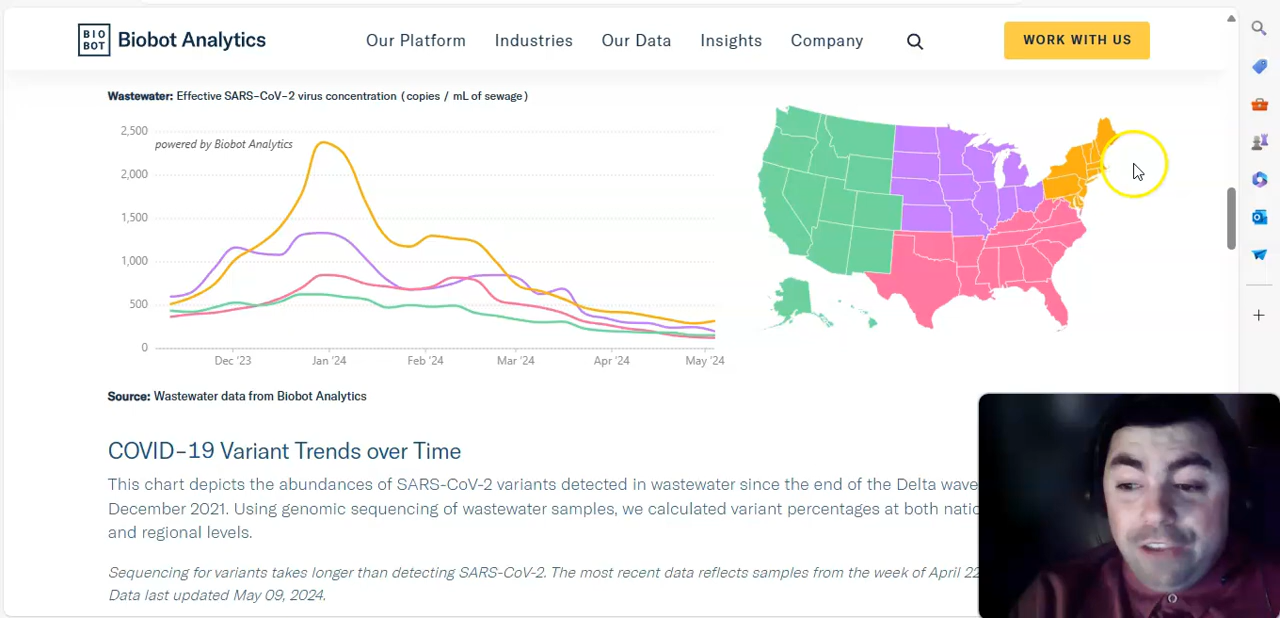 BIO
BOT
Biobot Analytics
Our Platform
Industries
Our Data
Insights
Company
WORK WITH US
Wastewater: Effective SARS-CoV-2 virus concentration (copies / mL of sewage)
2,500
powered by Biobot Analytics
2,000
1,500
1,000
500
0
Dec '23
Jan '24
Feb '24
Mar '24
Apr '24
May '24
Source: Wastewater data from Biobot Analytics
COVID-19 Variant Trends over Time
This chart depicts the abundances of SARS-CoV-2 variants detected in wastewater since the end of the Delta wave
December 2021. Using genomic sequencing of wastewater samples, we calculated variant percentages at both
and regional levels.
Sequencing for variants takes longer than detecting SARS-CoV-2. The most recent data reflects samples from the week of April 22
Data last updated May 09, 2024.